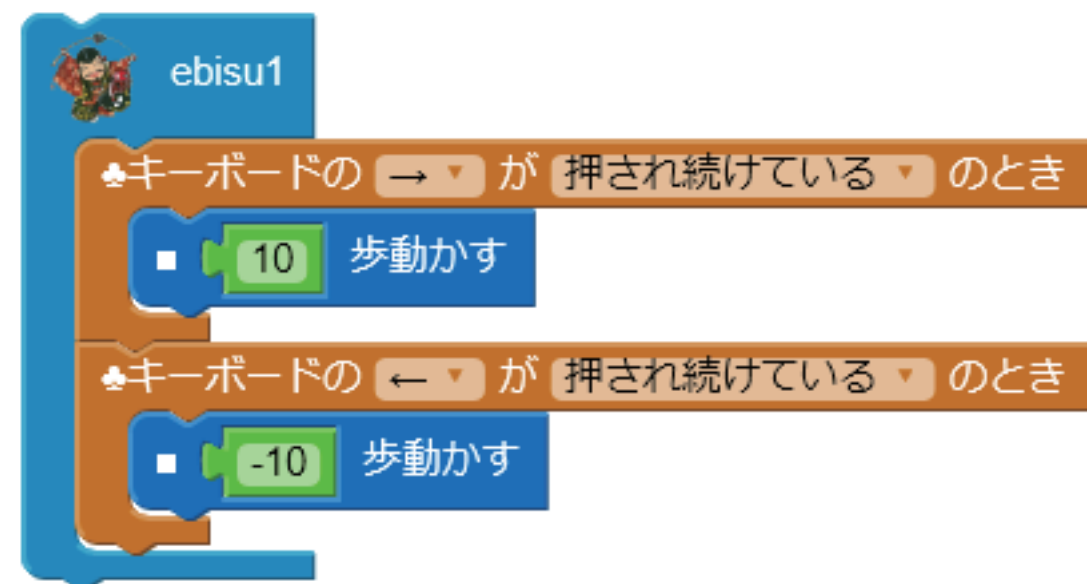 ebisu1
♣キーボードの → ▼ が 押され続けている ▼ のとき
10 歩動かす
♣キーボードの ← ▼ が 押され続けている ▼ のとき
-10 歩動かす